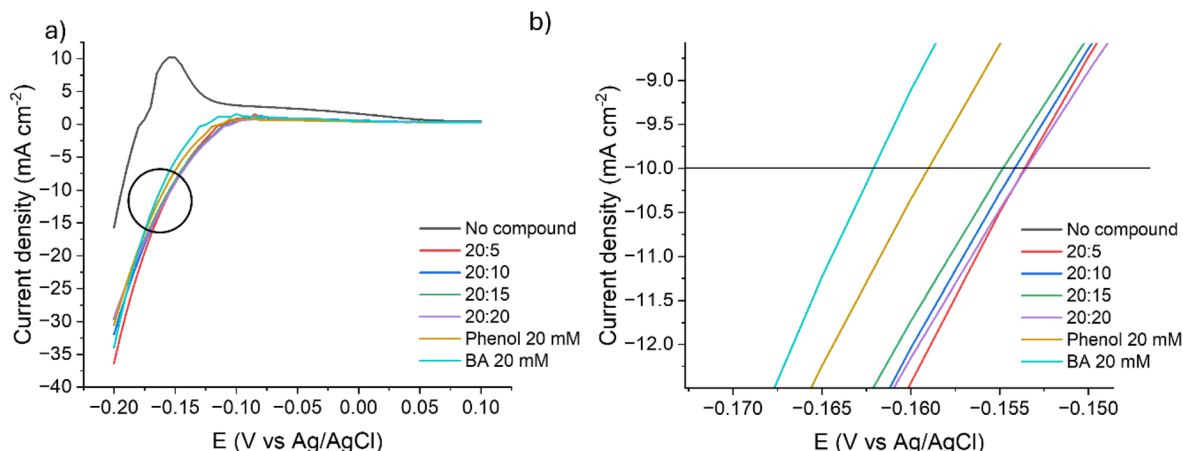 a)
Current density (mA cm⁻²)
10
5
0
−5
−10
−15
−20
−25
−30
−35
−40
−0.20 −0.15 −0.10 −0.05 0.00 0.05 0.10
E (V vs Ag/AgCl)
No compound
20:5
20:10
20:15
20:20
Phenol 20 mM
BA 20 mM
b)
Current density (mA cm⁻²)
−9.0
−9.5
−10.0
−10.5
−11.0
−11.5
−12.0
−0.170 −0.165 −0.160 −0.155 −0.150
E (V vs Ag/AgCl)
No compound
20:5
20:10
20:15
20:20
Phenol 20 mM
BA 20 mM